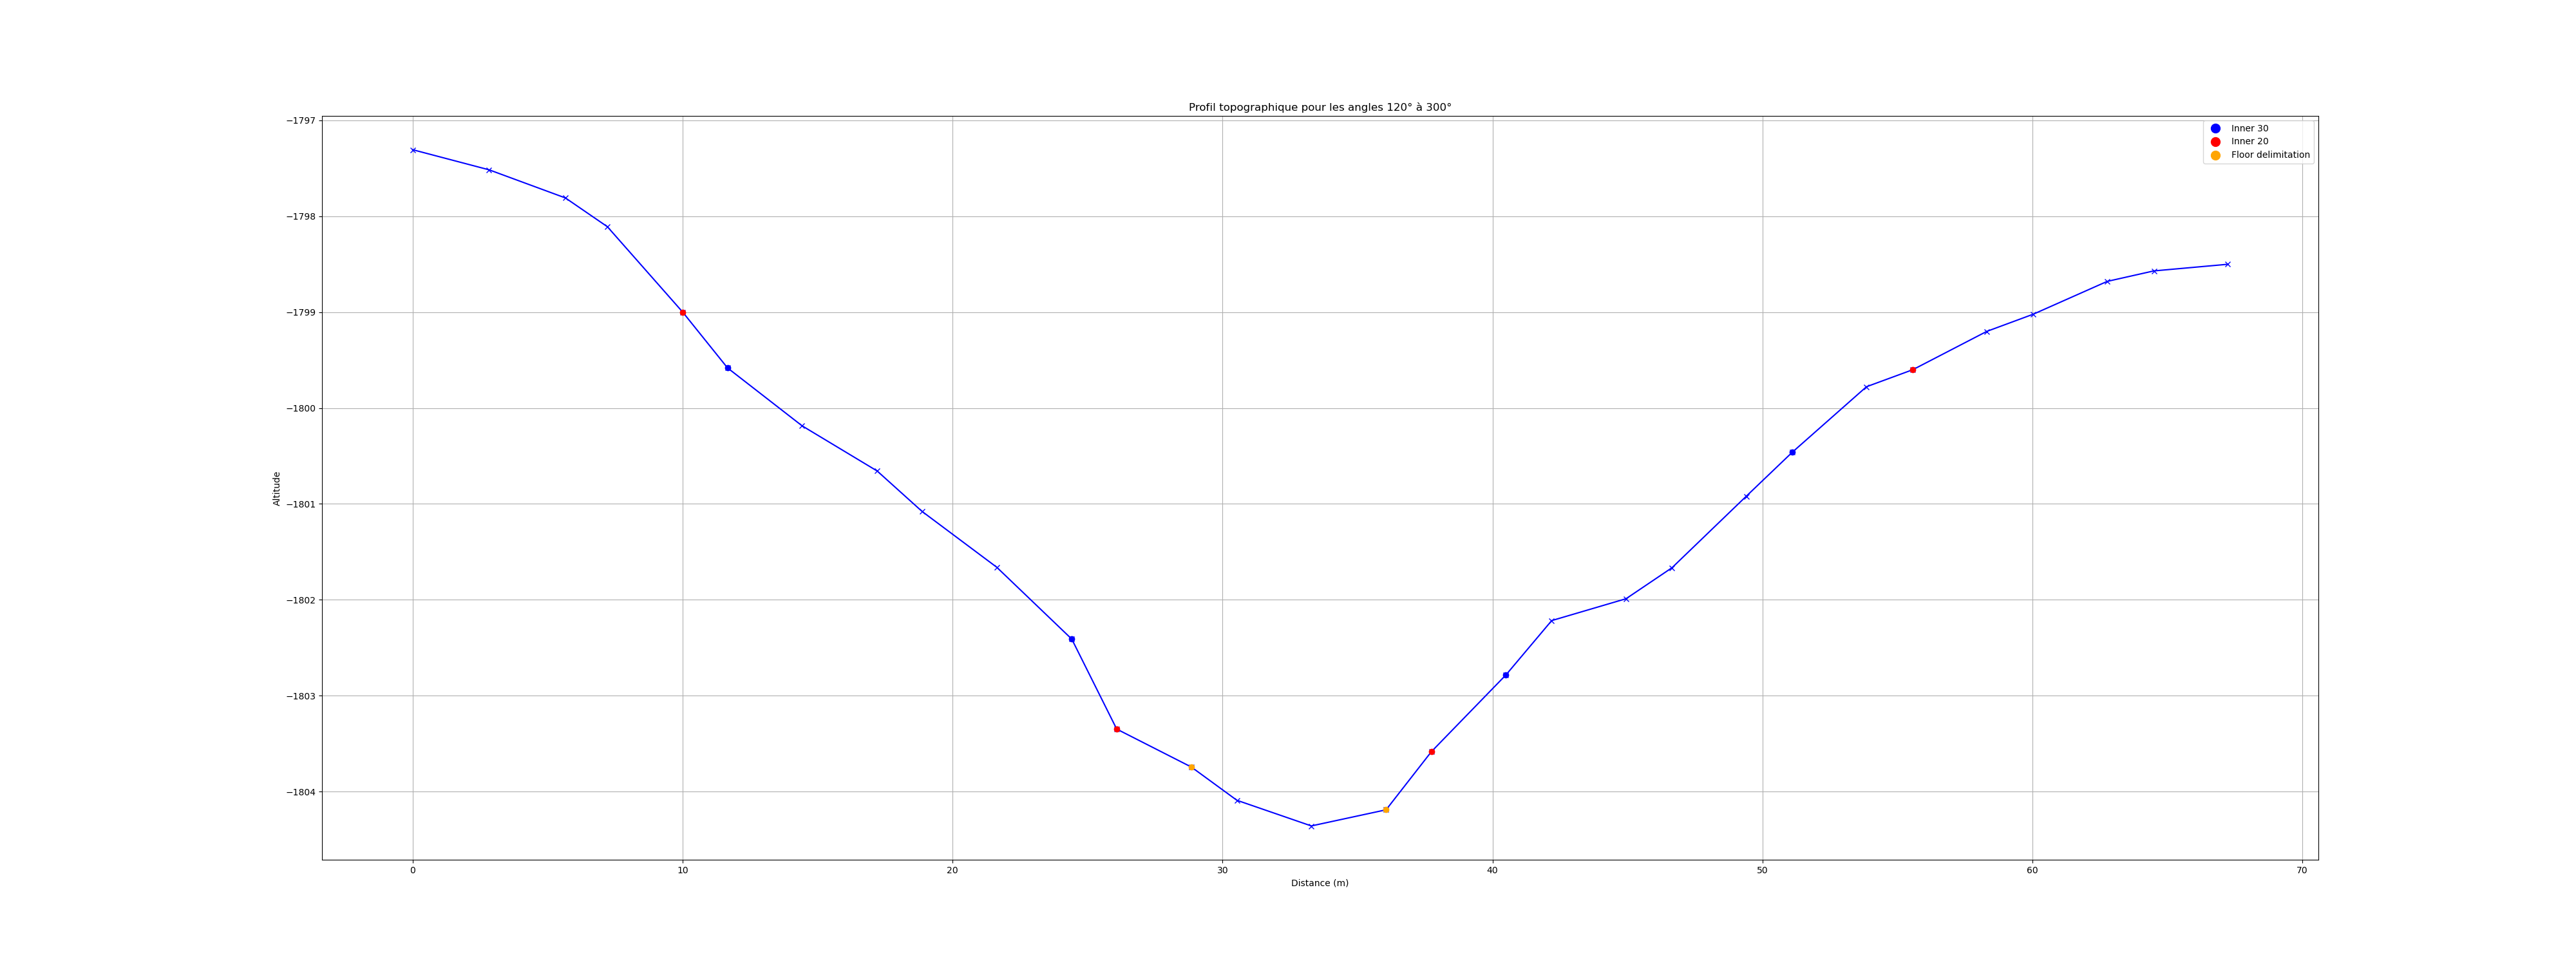 Profil topographique pour les angles 120° à 300°
−1797
−1798
−1799
−1800
−1801
−1802
−1803
−1804
Altitude
Inner 30
Inner 20
Floor delimitation
0 10 20 30 40 50 60 70
Distance (m)